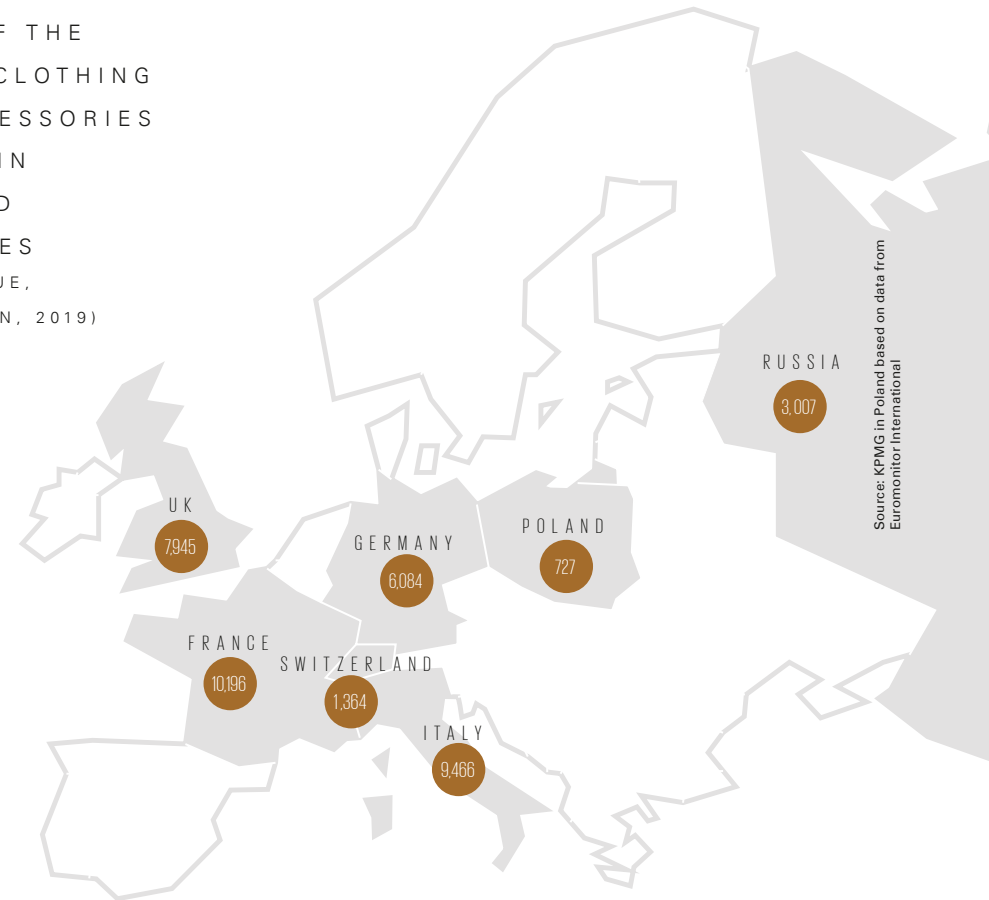 F THE
CLOTHING
ESSORIES
IN
D
ES
UE,
N, 2019)
RUSSIA
3,007
Source: KPMG in Poland based on data from
Euromonitor International
UK
7,945
GERMANY
6,084
POLAND
727
FRANCE
10,196
SWITZERLAND
1,364
ITALY
9,466